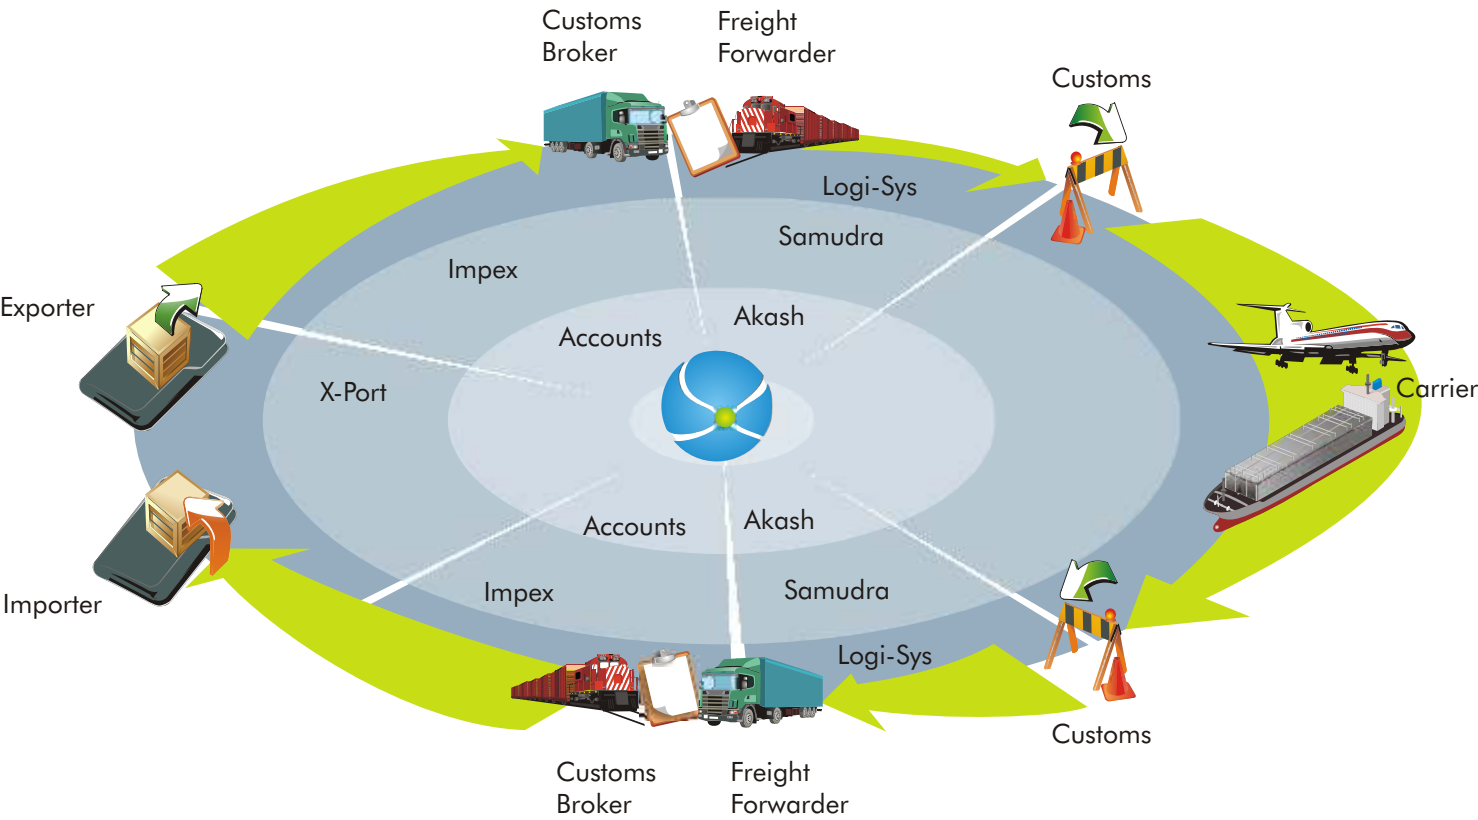 Customs
Broker
Freight
Forwarder
Customs
Logi-Sys
Samudra
Impex
Exporter
Akash
Accounts
X-Port
Carrier
Accounts
Akash
Impex
Samudra
Importer
Logi-Sys
Customs
Customs
Broker
Freight
Forwarder